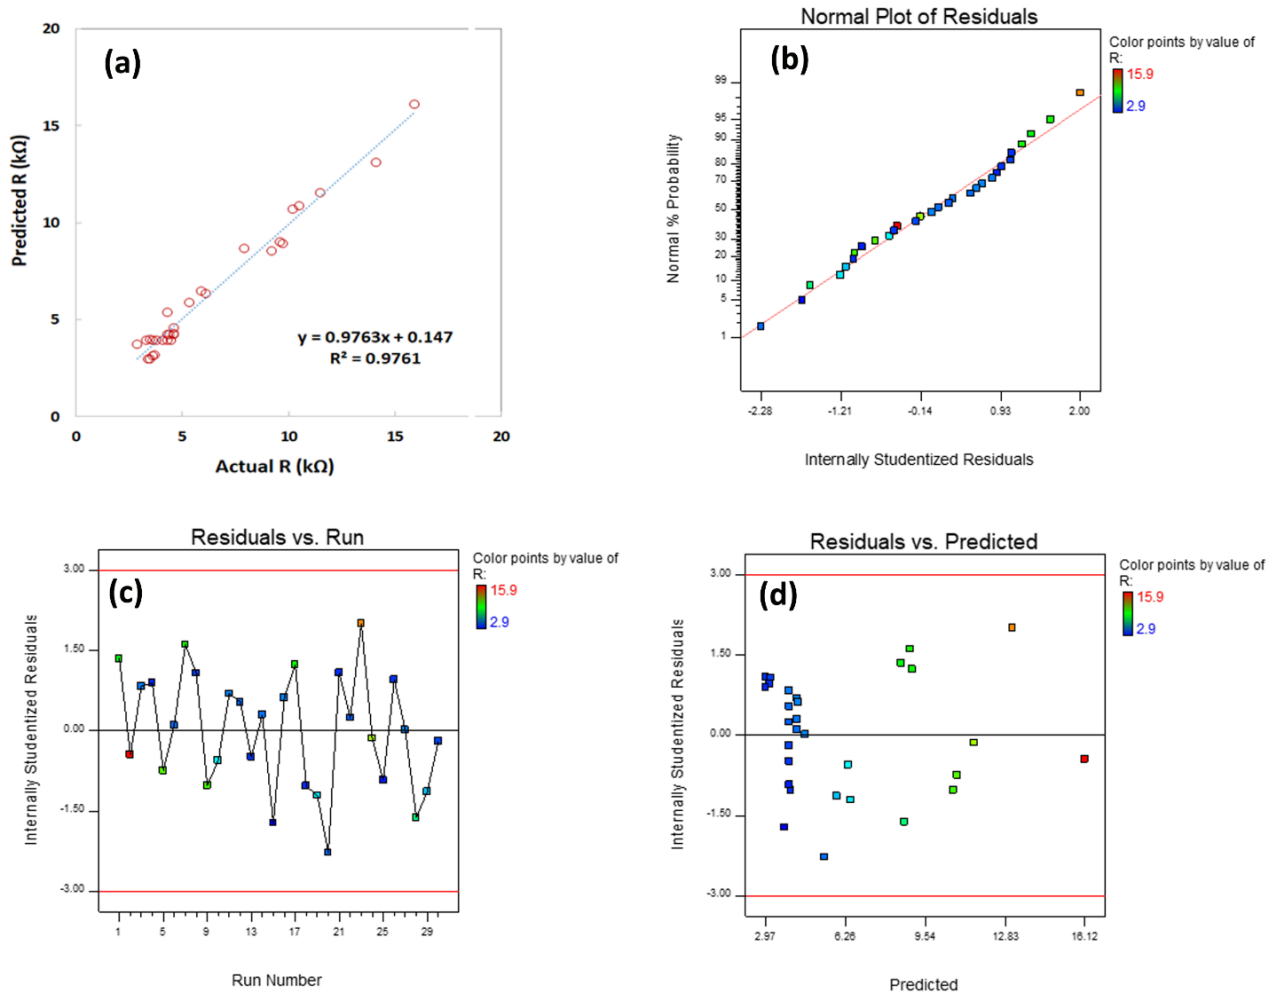 (a)
20
15
10
5
0
0 5 10 15 20
Predicted R (kΩ)
Actual R (kΩ)
y = 0.9763x + 0.147
R² = 0.9761
Normal Plot of Residuals
(b)
Color points by value of
R:
15.9
2.9
99
95
90
80
70
50
30
20
10
5
1
-2.28 -1.21 -0.14 0.93 2.00
Normal % Probability
Internally Studentized Residuals
Residuals vs. Run
(c)
Color points by value of
R:
15.9
2.9
3.00
1.50
0.00
-1.50
-3.00
1 5 9 13 17 21 25 29
Internally Studentized Residuals
Run Number
Residuals vs. Predicted
(d)
Color points by value of
R:
15.9
2.9
3.00
1.50
0.00
-1.50
-3.00
2.97 6.26 9.54 12.83 16.12
Internally Studentized Residuals
Predicted